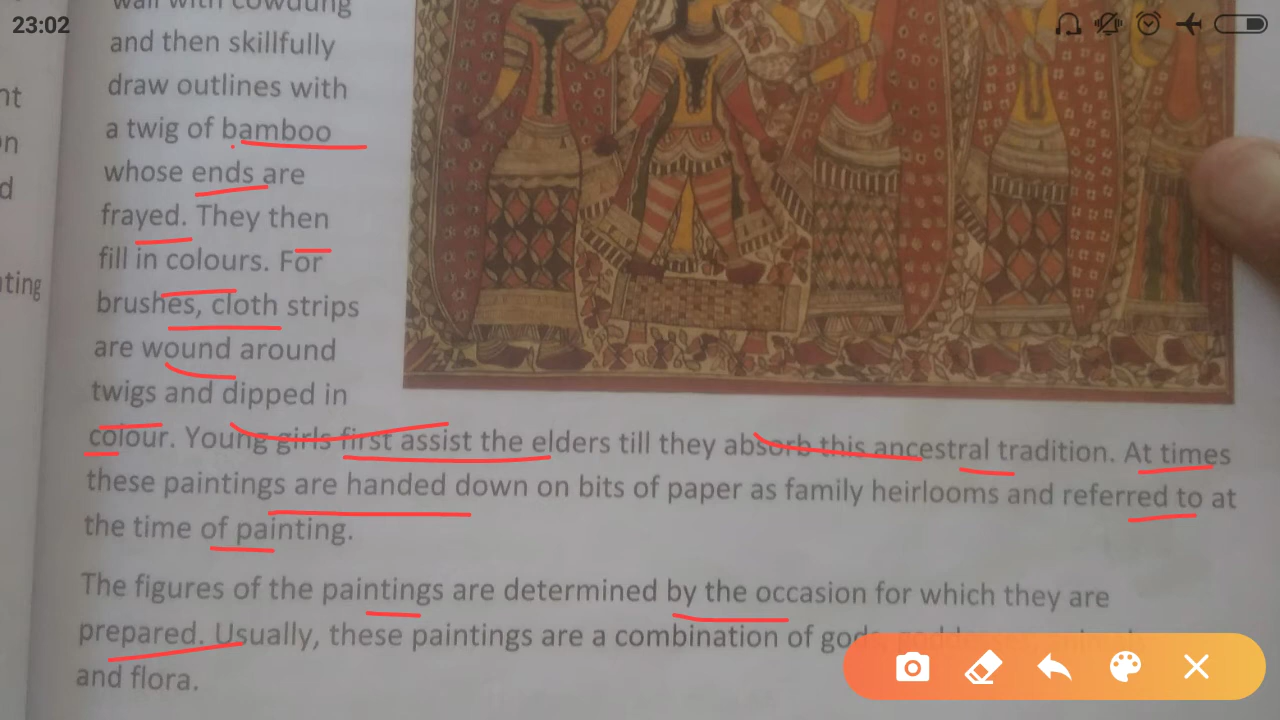 23:02
wall with cowdung
and then skillfully
draw outlines with
a twig of bamboo
whose ends are
frayed. They then
fill in colours. For
brushes, cloth strips
are wound around
twigs and dipped in
colour. Young girls first assist the elders till they absorb this ancestral tradition. At times
these paintings are handed down on bits of paper as family heirlooms and referred to at
the time of painting.
The figures of the paintings are determined by the occasion for which they are
prepared. Usually, these paintings are a combination of gods,
and flora.